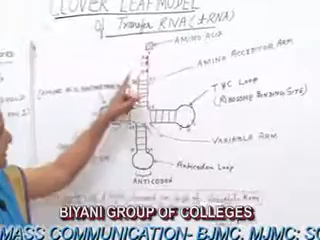 CLOVER LEAF MODEL
of Transfer RNA (tRNA)
AMINO ACID
AMINO ACCEPTOR ARM
TΨC LOOP
(RIBOSOME BINDING SITE)
VARIABLE ARM
Anticodon Loop
ANTICODON
BIYANI GROUP OF COLLEGES
MASS COMMUNICATION- BJMC, MJMC; SC